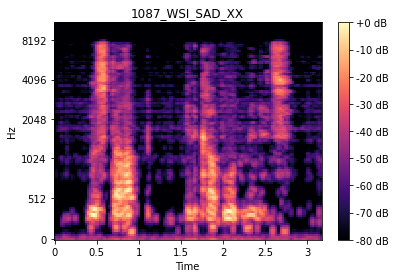 1087_WSI_SAD_XX
+0 dB
8192
-10 dB
4096
-20 dB
-30 dB
2048
-40 dB
Hz
1024
-50 dB
-60 dB
512
-70 dB
0
-80 dB
0 0.5 1 1.5 2 2.5 3
Time